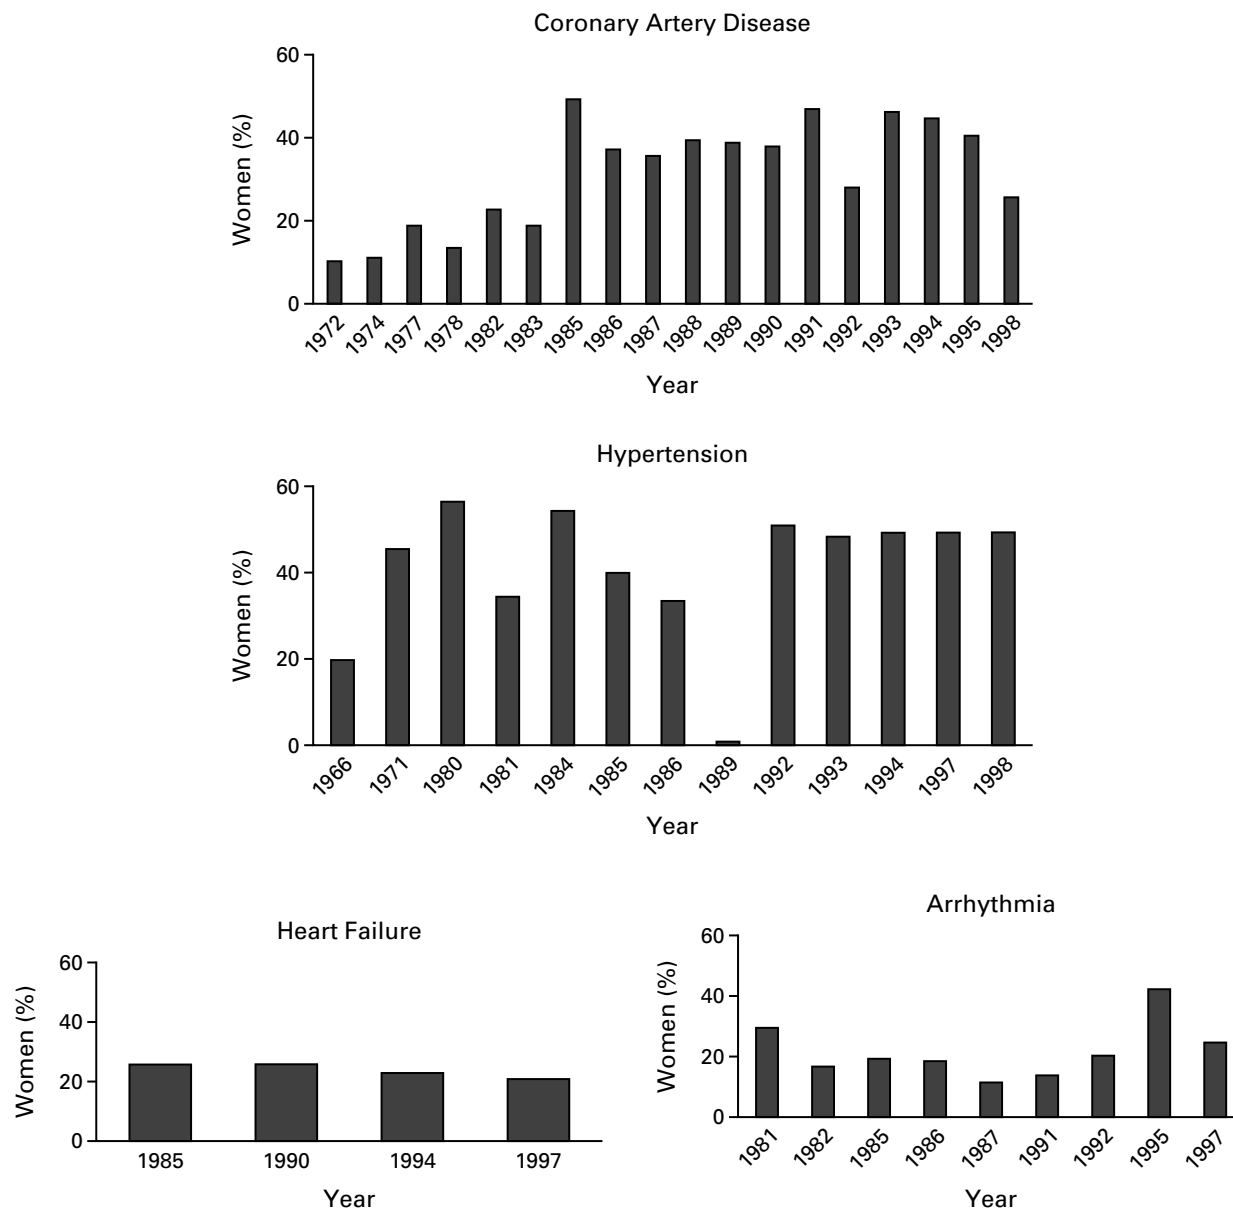 Coronary Artery Disease
60
40
20
0
Women (%)
1972 1974 1977 1978 1982 1983 1985 1986 1987 1988 1989 1990 1991 1992 1993 1994 1995 1998
Year
Hypertension
60
40
20
0
Women (%)
1966 1971 1980 1981 1984 1985 1986 1989 1992 1993 1994 1997 1998
Year
Heart Failure
60
40
20
0
Women (%)
1985 1990 1994 1997
Year
Arrhythmia
60
40
20
0
Women (%)
1981 1982 1985 1986 1987 1991 1992 1995 1997
Year